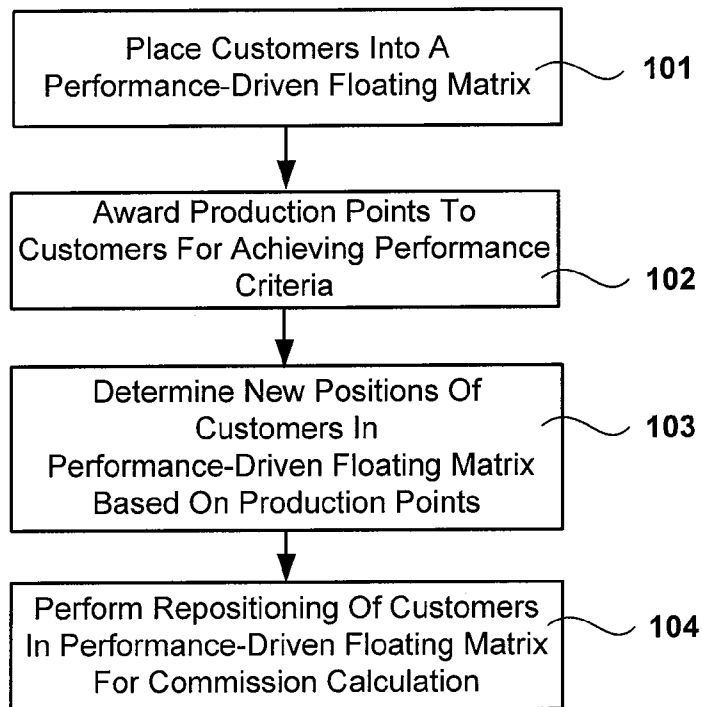 Place Customers Into A
Performance-Driven Floating Matrix
101
Award Production Points To
Customers For Achieving Performance
Criteria
102
Determine New Positions Of
Customers In
Performance-Driven Floating Matrix
Based On Production Points
103
Perform Repositioning Of Customers
In Performance-Driven Floating Matrix
For Commission Calculation
104